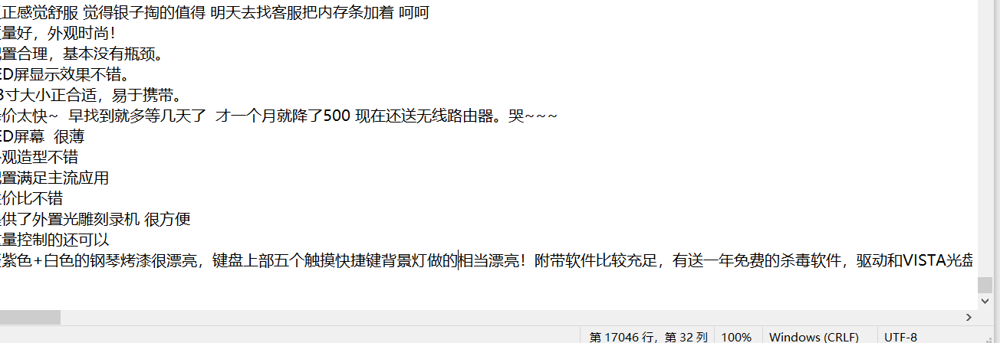 正感觉舒服 觉得银子掏的值得 明天去找客服把内存条加着 呵呵
量好，外观时尚！
置合理，基本没有瓶颈。
ED屏显示效果不错。
3寸大小正合适，易于携带。
价太快~  早找到就多等几天了  才一个月就降了500 现在还送无线路由器。哭~~~
ED屏幕  很薄
观造型不错
置满足主流应用
价比不错
供了外置光雕刻录机 很方便
量控制的还可以
紫色+白色的钢琴烤漆很漂亮，键盘上部五个触摸快捷键背景灯做的相当漂亮！附带软件比较充足，有送一年免费的杀毒软件，驱动和VISTA光盘
第 17046 行，第 32 列 100% Windows (CRLF) UTF-8